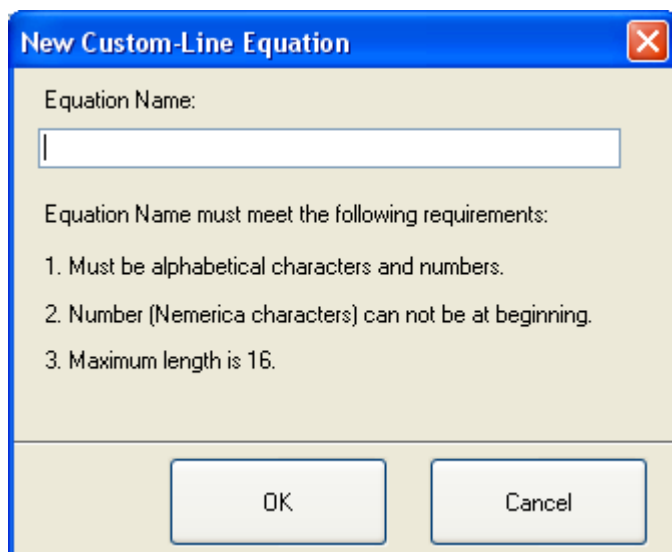 New Custom-Line Equation
Equation Name:
Equation Name must meet the following requirements:
1. Must be alphabetical characters and numbers.
2. Number (Nemerica characters) can not be at beginning.
3. Maximum length is 16.
OK
Cancel